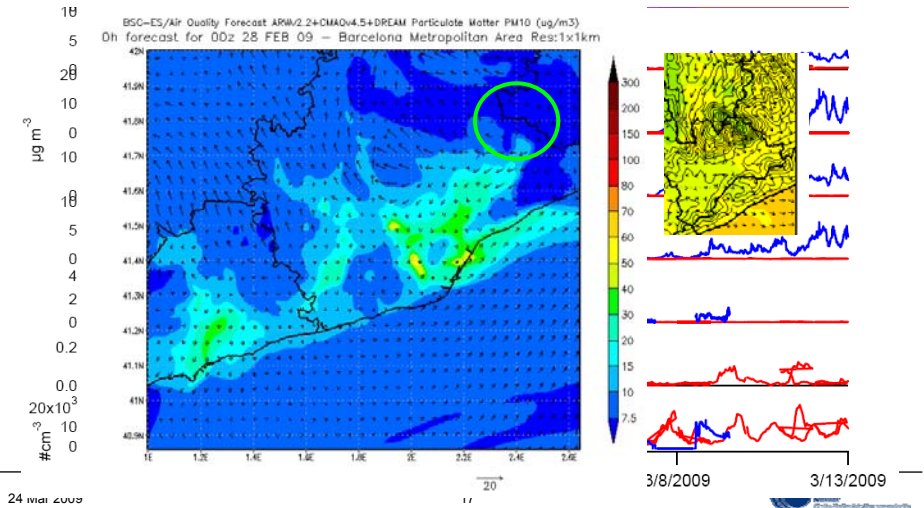 BSC-ES/Air Quality Forecast ARWv2.2+CMAQv4.5+DREAM Particulate Matter PM10 (ug/m3)
0h forecast for 00z 28 FEB 09 – Barcelona Metropolitan Area Res:1x1km
10
5
0
20
10
0
10
0
10
5
0
4
2
0
0.2
0.0
20x10³
10
0
µg m⁻³
#cm⁻³
42N
41.9N
41.8N
41.7N
41.6N
41.5N
41.4N
41.3N
41.2N
41.1N
41N
40.9N
1E
1.2E
1.4E
1.6E
1.8E
2E
2.2E
2.4E
2.6E
20
300
200
150
100
80
70
60
50
40
30
20
15
10
7.5
3/8/2009
3/13/2009
24 Mar 2009
17